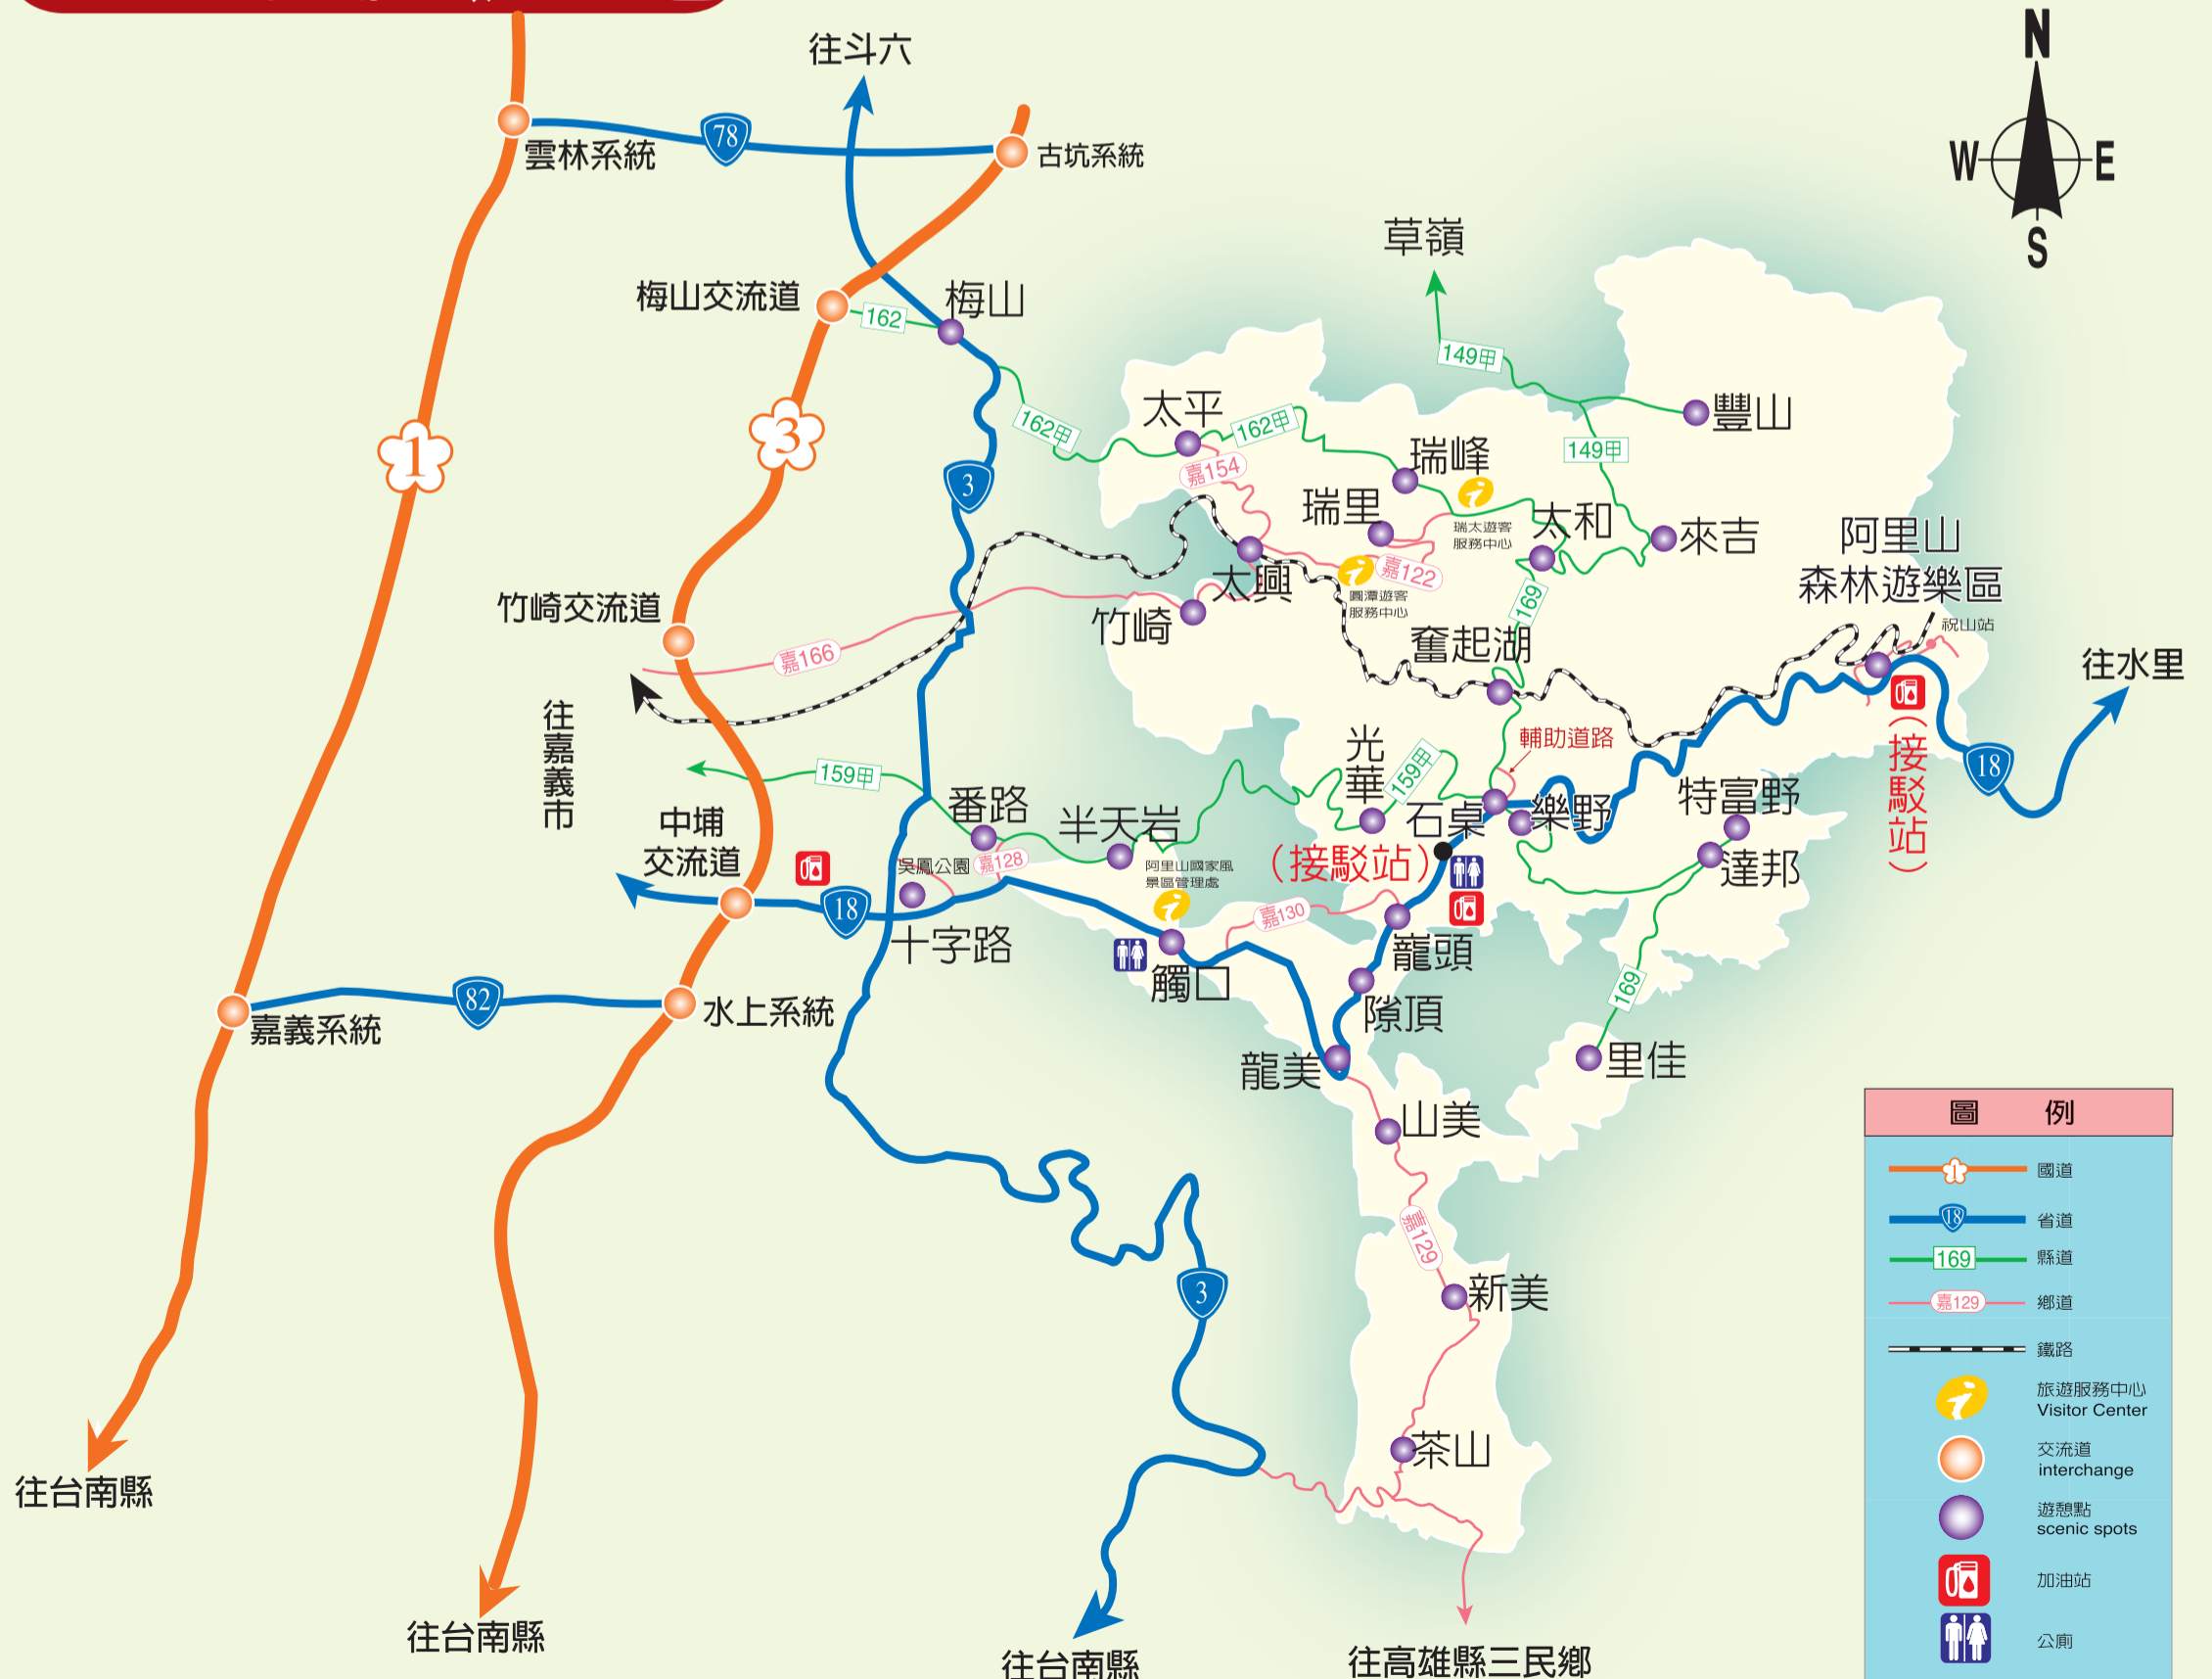 N
W
E
S
往斗六
78
雲林系統
古坑系統
草嶺
梅山交流道
梅山
162
149甲
豐山
太平
162甲
162甲
149甲
1
3
瑞峰
嘉154
3
瑞里
瑞太遊客
服務中心
太和
來吉
阿里山
森林遊樂區
祝山站
太興
嘉122
圓潭遊客
服務中心
169
竹崎交流道
竹崎
奮起湖
嘉166
往水里
往嘉義市
輔助道路
光華
159甲
159甲
(接駁站)
18
特富野
番路
半天岩
石桌
樂野
中埔
交流道
吳鳳公園
嘉128
阿里山國家風
景區管理處
(接駁站)
達邦
18
嘉130
十字路
觸口
龍頭
169
82
水上系統
嘉義系統
隙頂
龍美
里佳
山美
嘉129
3
新美
茶山
往台南縣
往台南縣
往台南縣
往高雄縣三民鄉
圖 例
1
國道
18
省道
169
縣道
嘉129
鄉道
鐵路
旅遊服務中心
Visitor Center
交流道
interchange
遊憩點
scenic spots
加油站
公廁